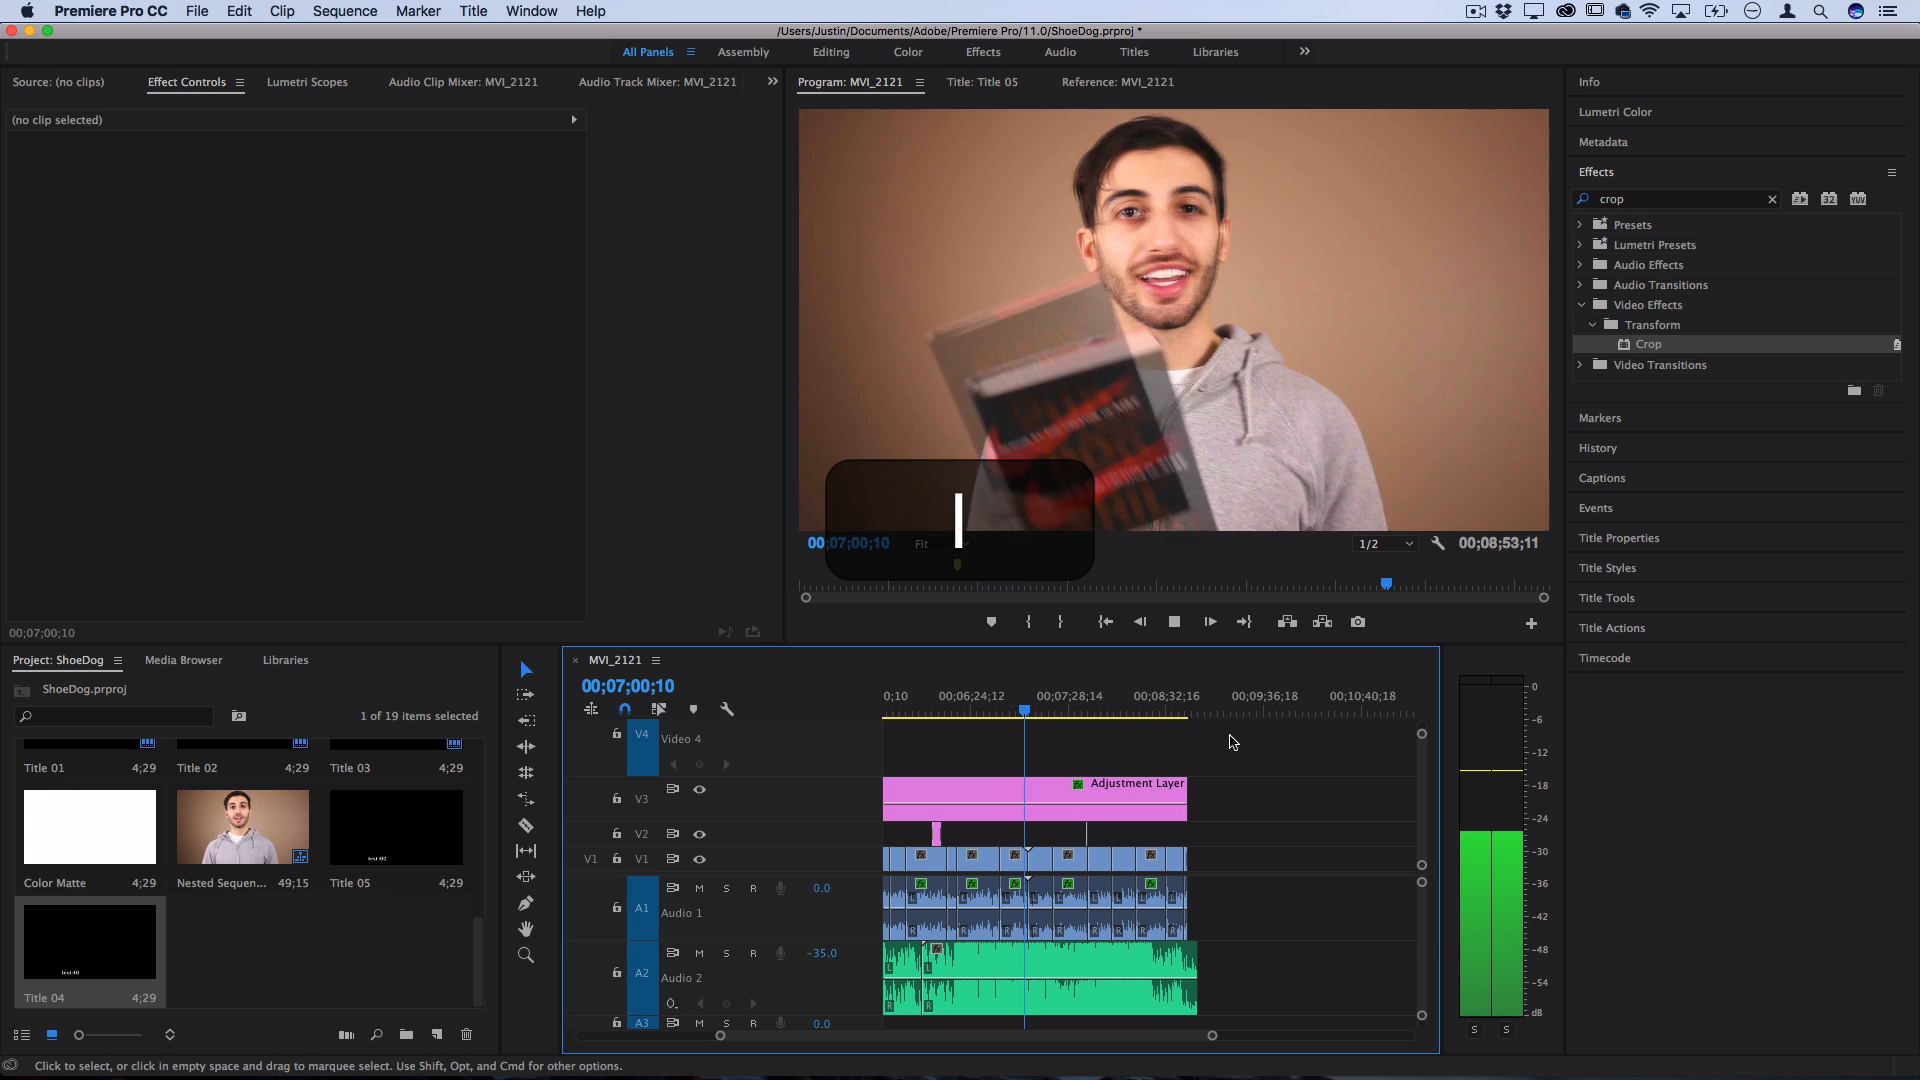 Premiere Pro CC File Edit Clip Sequence Marker Title Window Help
/Users/Justin/Documents/Adobe/Premiere Pro/11.0/ShoeDog.prproj *
All Panels Assembly Editing Color Effects Audio Titles Libraries
Source: (no clips) Effect Controls Lumetri Scopes Audio Clip Mixer: MVI_2121 Audio Track Mixer: MVI_2121
Program: MVI_2121 Title: Title 05 Reference: MVI_2121
(no clip selected)
00;07;00;10 Fit 1/2 00;08;53;11
00;07;00;10
Info
Lumetri Color
Metadata
Effects
crop
32 YUV
Presets
Lumetri Presets
Audio Effects
Audio Transitions
Video Effects
Transform
Crop
Video Transitions
Markers
History
Captions
Events
Title Properties
Title Styles
Title Tools
Title Actions
Timecode
Project: ShoeDog Media Browser Libraries
ShoeDog.prproj
1 of 19 items selected
Title 01 4;29 Title 02 4;29 Title 03 4;29
Color Matte 4;29 Nested Sequen... 49;15 Title 05 4;29
Title 04 4;29
MVI_2121
00;07;00;10
0;10 00;06;24;12 00;07;28;14 00;08;32;16 00;09;36;18 00;10;40;18
V4 Video 4
V3 fx Adjustment Layer
V2
V1 V1 fx fx fx fx fx
A1 M S R 0.0
Audio 1
L R
A2 M S R -35.0
Audio 2
L R
A3 M S R 0.0
0
-6
-12
-18
-24
-30
-36
-42
-48
-54
dB
S S
Click to select, or click in empty space and drag to marquee select. Use Shift, Opt, and Cmd for other options.